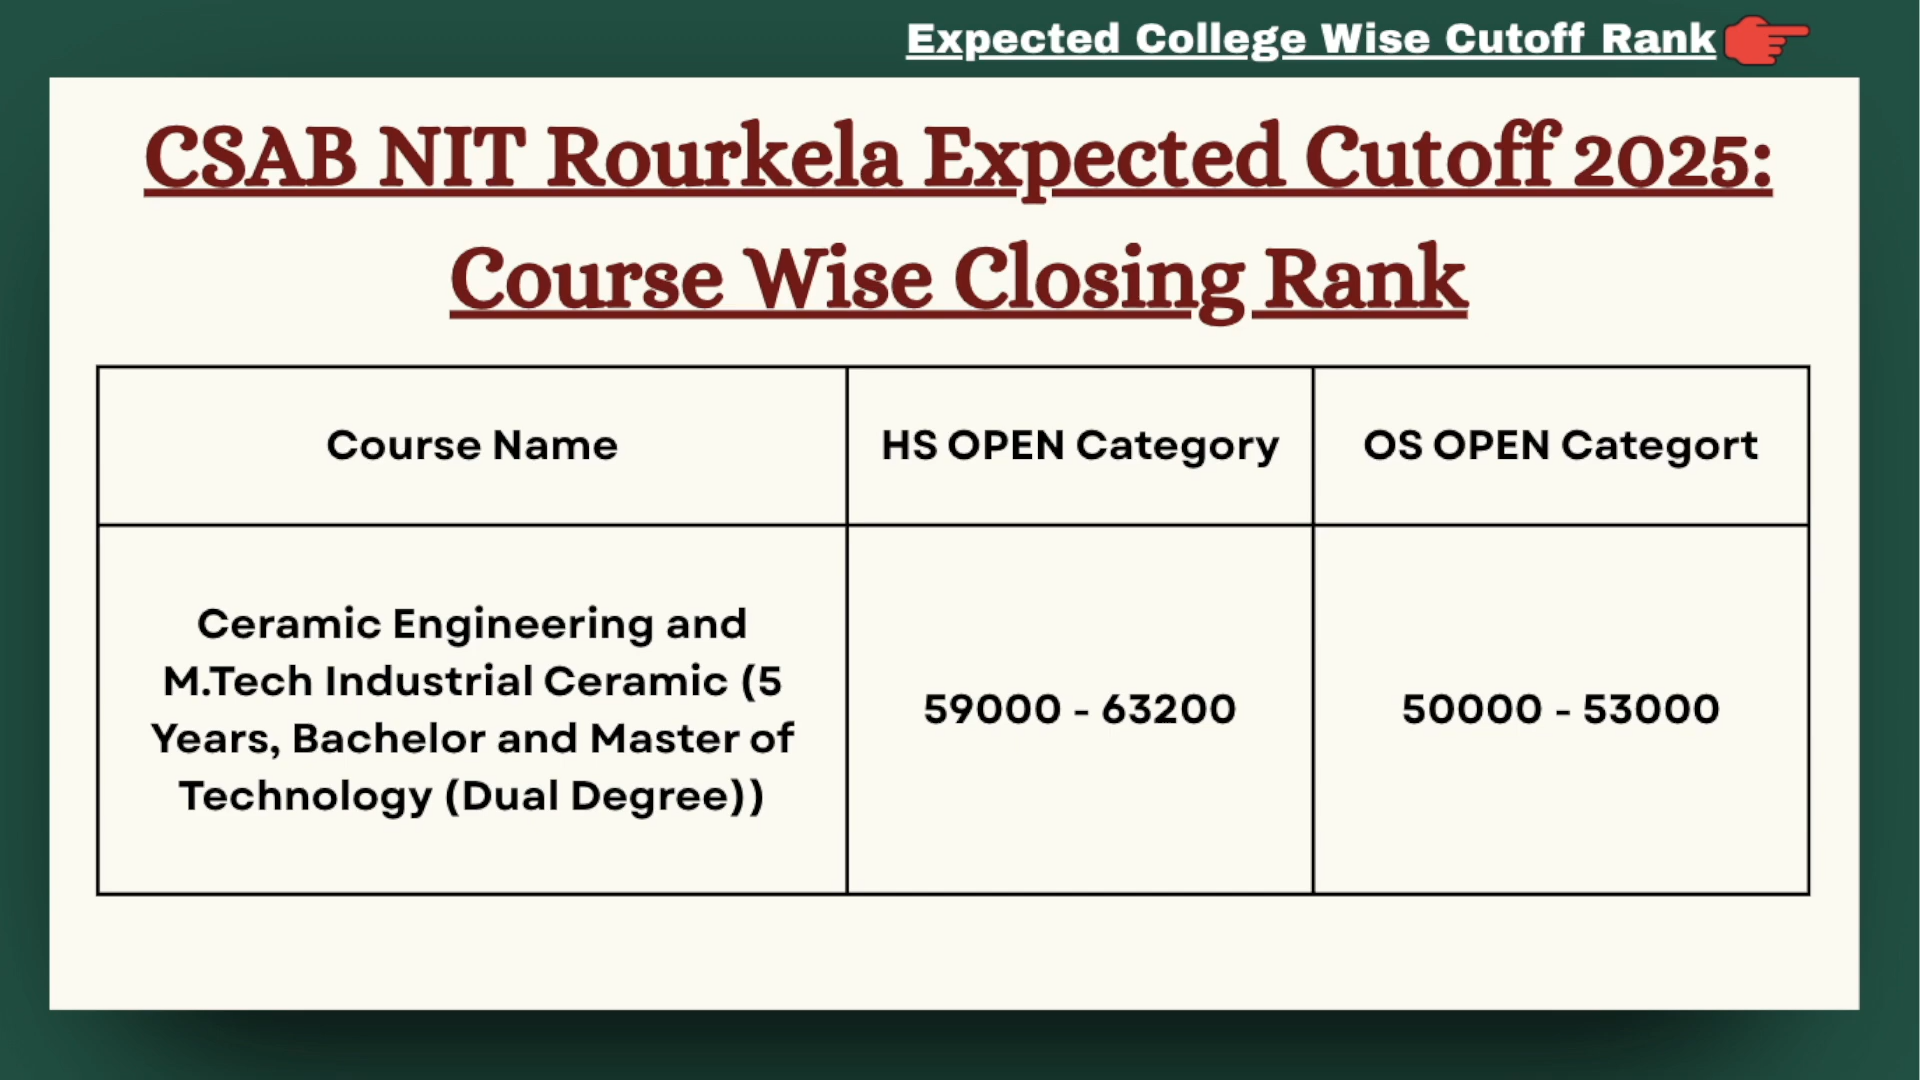 Expected College Wise Cutoff Rank
CSAB NIT Rourkela Expected Cutoff 2025:
Course Wise Closing Rank
Course Name
HS OPEN Category
OS OPEN Categort
Ceramic Engineering and
M.Tech Industrial Ceramic (5
Years, Bachelor and Master of
Technology (Dual Degree))
59000 - 63200
50000 - 53000